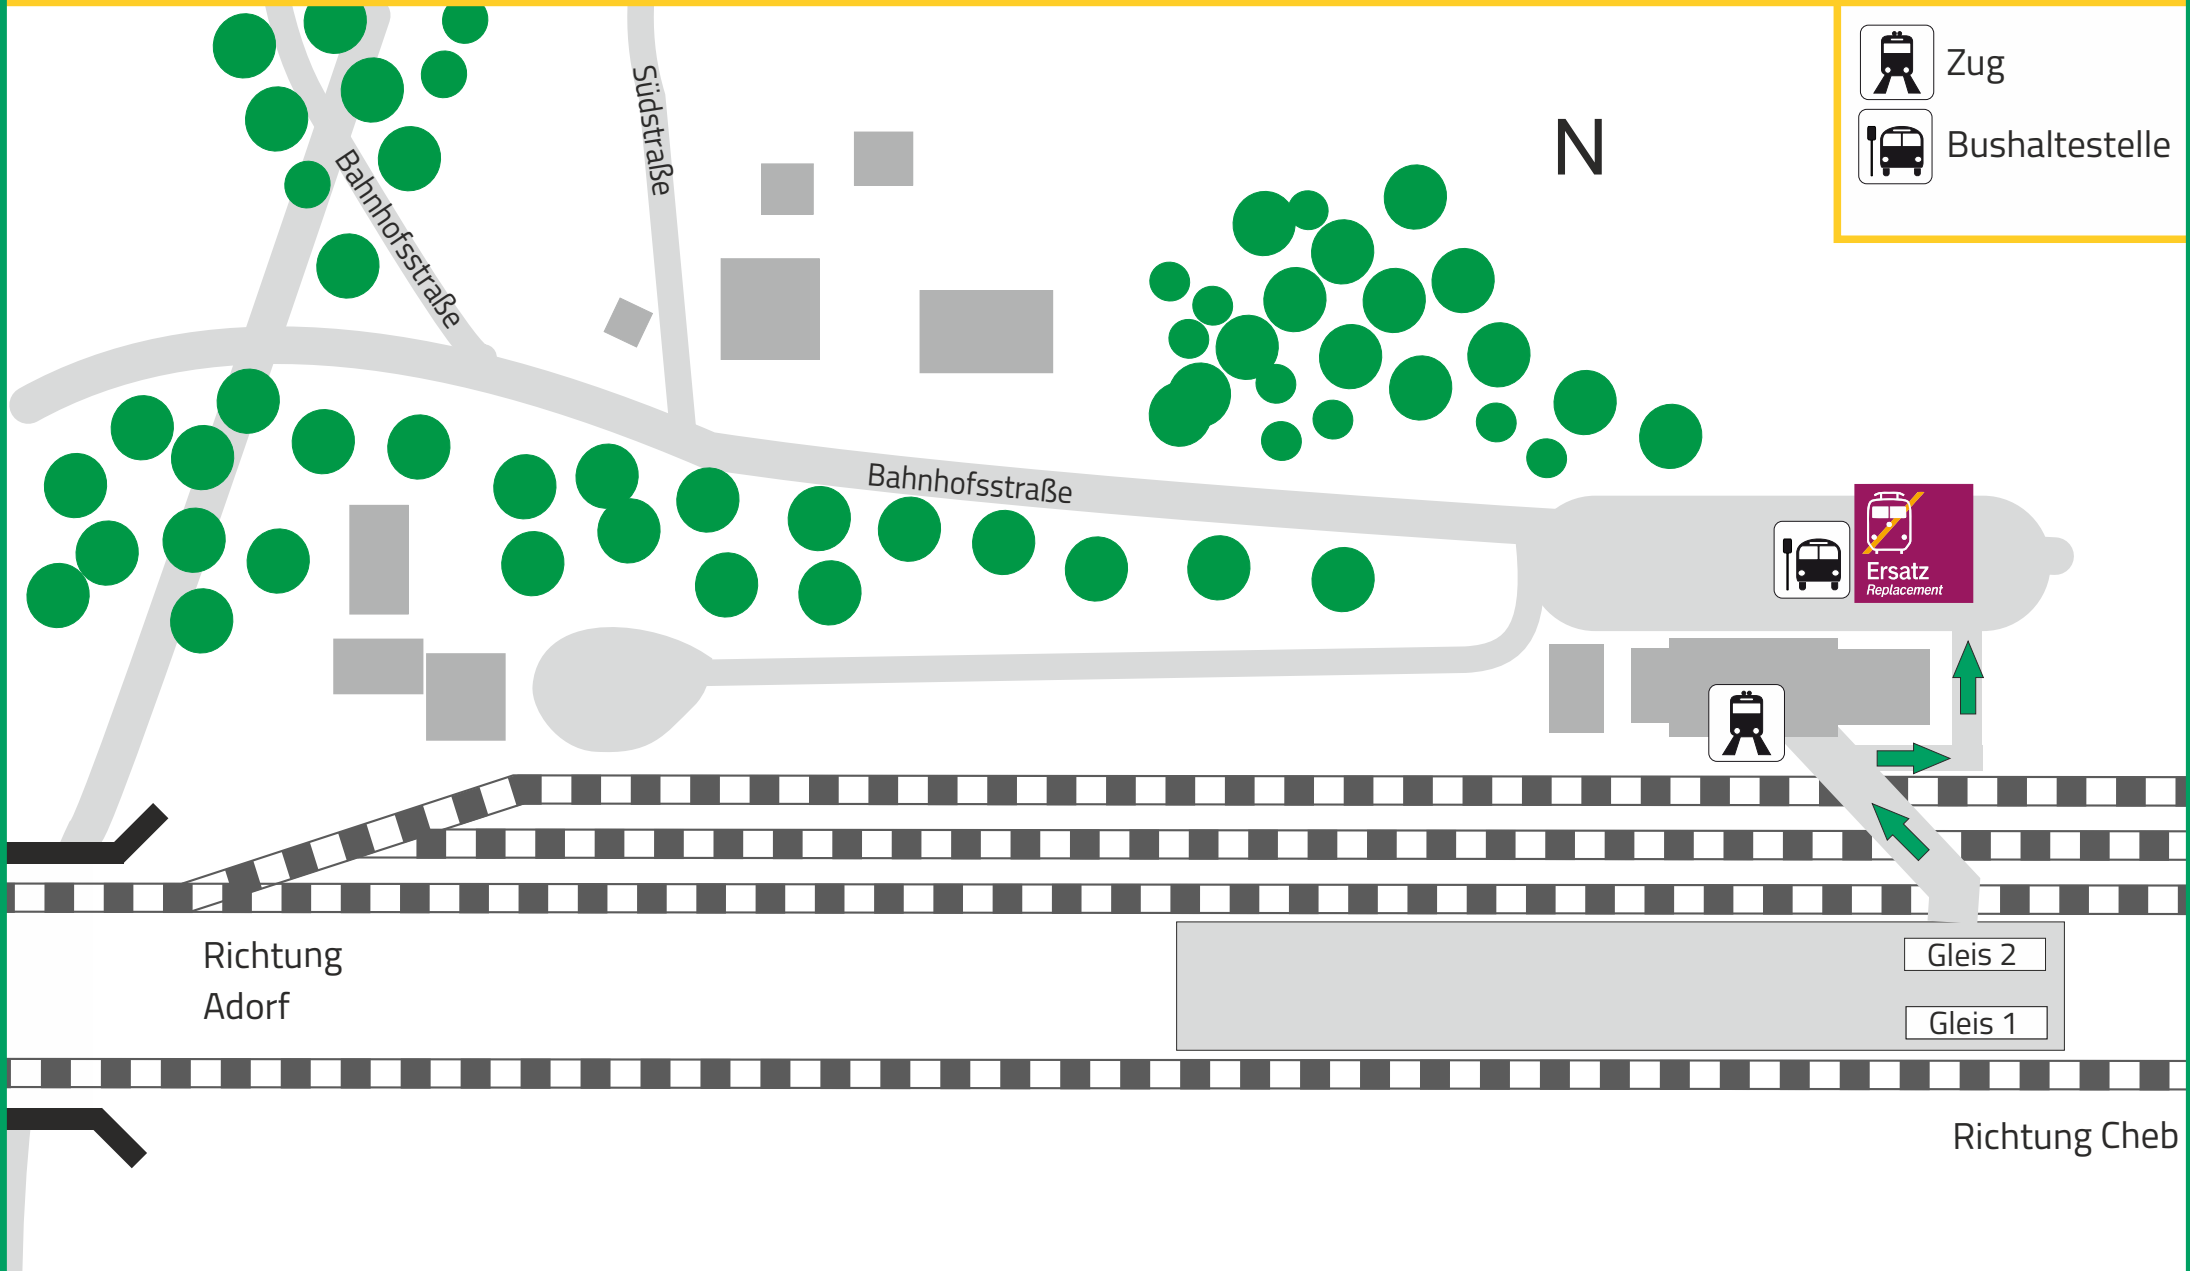 Zug
Bushaltestelle
N
Südstraße
Bahnhofsstraße
Bahnhofsstraße
Ersatz
Replacement
Gleis 2
Gleis 1
Richtung
Adorf
Richtung Cheb